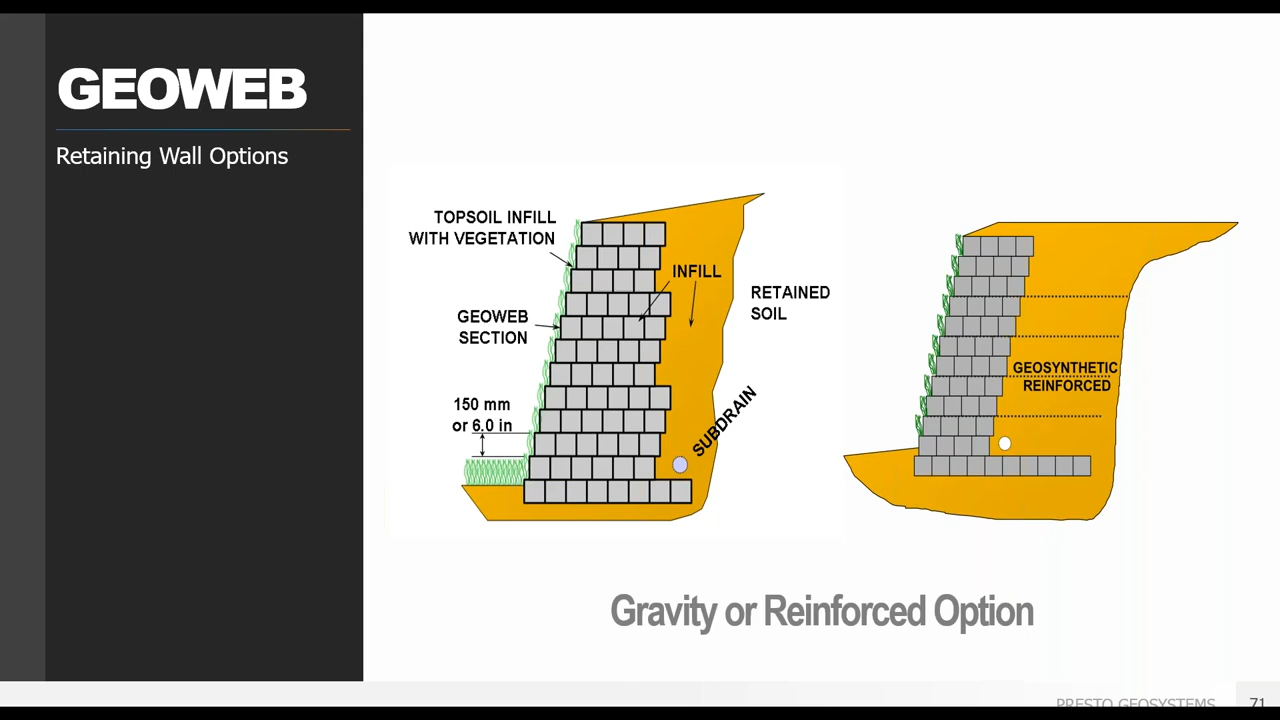 GEOWEB
Retaining Wall Options
TOPSOIL INFILL
WITH VEGETATION
GEOWEB
SECTION
150 mm
or 6.0 in
INFILL
RETAINED
SOIL
SUBDRAIN
GEOSYNTHETIC
REINFORCED
Gravity or Reinforced Option
PRESTO GEOSYSTEMS
71